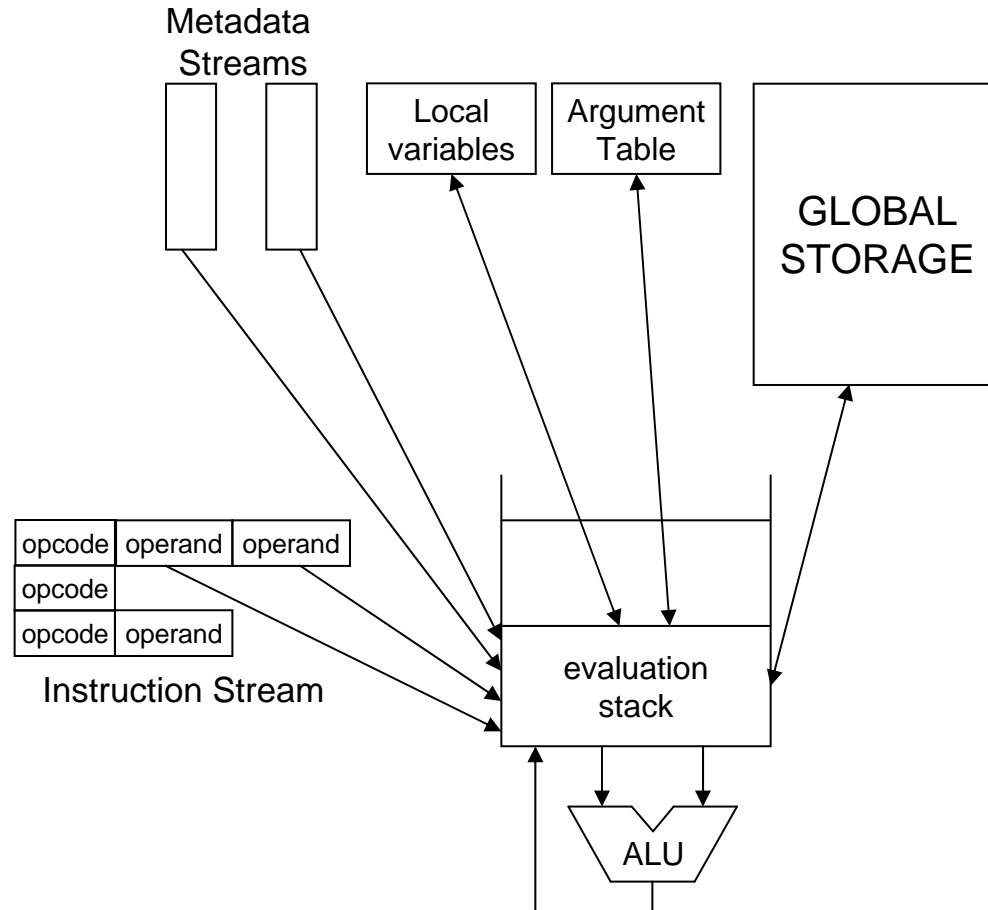 Metadata
Streams
Local
variables
Argument
Table
GLOBAL
STORAGE
opcode operand operand
opcode
opcode operand
Instruction Stream
evaluation
stack
ALU